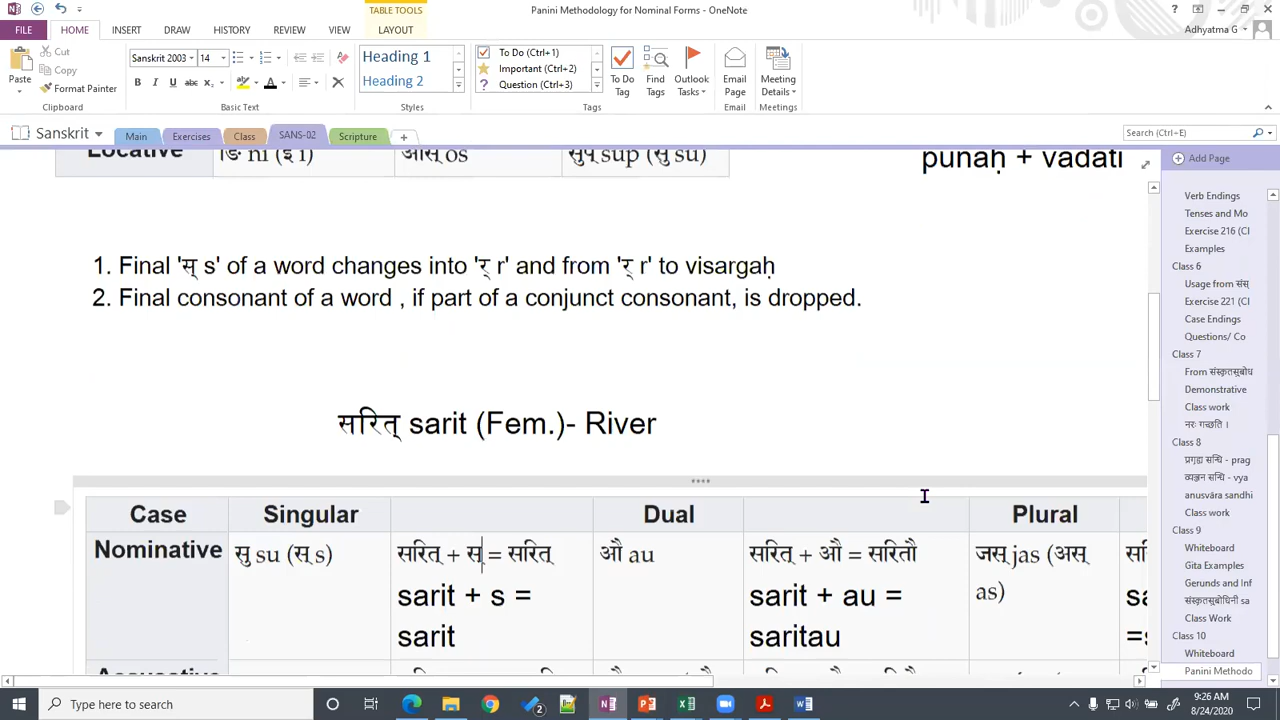 TABLE TOOLS
Panini Methodology for Nominal Forms - OneNote
FILE HOME INSERT DRAW HISTORY REVIEW VIEW LAYOUT
Adhyatma G
Paste
Cut
Copy
Format Painter
Sanskrit 2003 14
B I U abc
Heading 1
Heading 2
To Do (Ctrl+1)
Important (Ctrl+2)
Question (Ctrl+3)
To Do Tag
Find Tags
Outlook Tasks
Email Page
Meeting Details
Clipboard Basic Text Styles Tags Email Meetings
Sanskrit Main Exercises Class SANS-02 Scripture
Search (Ctrl+E)
Locative ङि ṅi (इ i) ओस् os सुप् sup (सु su)
punaḥ + vadati
1. Final 'स् s' of a word changes into 'र् r' and from 'र् r' to visargaḥ
2. Final consonant of a word , if part of a conjunct consonant, is dropped.
सरित् sarit (Fem.)- River
Case Singular Dual Plural
Nominative सु su (स् s) सरित् + स् = सरित् औ au सरित् + औ = सरितौ जस् jas (अस्
sarit + s = sarit + au = as)
sarit saritau
Add Page
Verb Endings
Tenses and Mo
Exercise 216 (Cl
Examples
Class 6
Usage from संस्
Exercise 221 (Cl
Case Endings
Questions/ Co
Class 7
From संस्कृतसुबोध
Demonstrative
Class work
नरः गच्छति ।
Class 8
प्रगृह्य सन्धि - prag
व्यञ्जन सन्धि - vya
anusvāra sandhi
Class work
Class 9
Whiteboard
Gita Examples
Gerunds and Inf
संस्कृतसुबोधिनी sa
Class Work
Class 10
Whiteboard
Panini Methodo
Type here to search
9:26 AM
8/24/2020